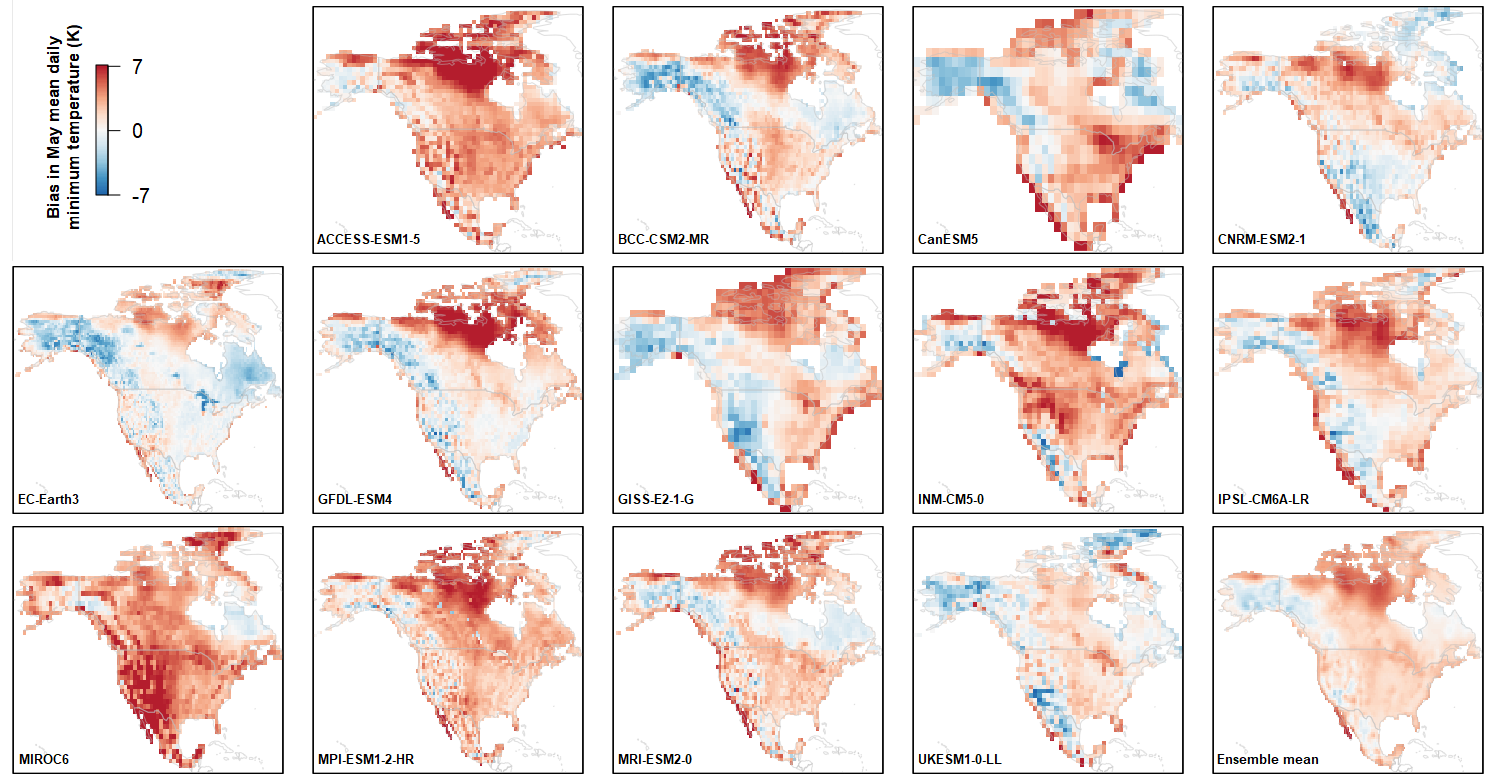 Bias in May mean daily
minimum temperature (K)
7
0
-7
ACCESS-ESM1-5
BCC-CSM2-MR
CanESM5
CNRM-ESM2-1
EC-Earth3
GFDL-ESM4
GISS-E2-1-G
INM-CM5-0
IPSL-CM6A-LR
MIROC6
MPI-ESM1-2-HR
MRI-ESM2-0
UKESM1-0-LL
Ensemble mean